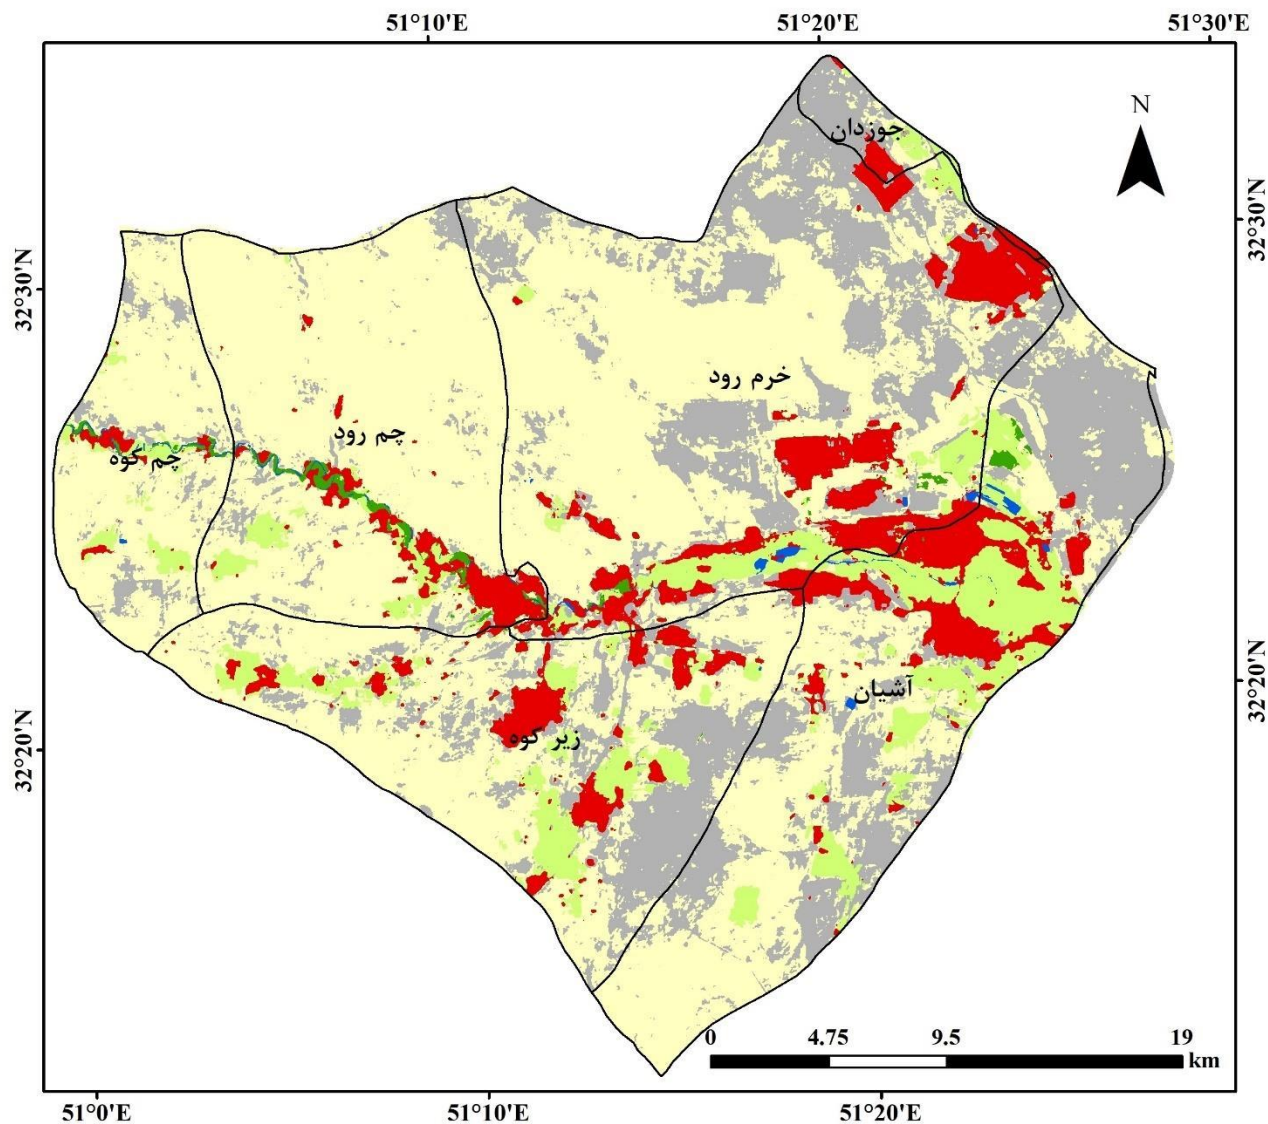 51°10'E 51°20'E 51°30'E
N
جوزدان
32°30'N
32°30'N
خرم رود
چم رود
چم کوه
32°20'N
آشیان
زیر کوه
32°20'N
0 4.75 9.5 19
km
51°0'E 51°10'E 51°20'E